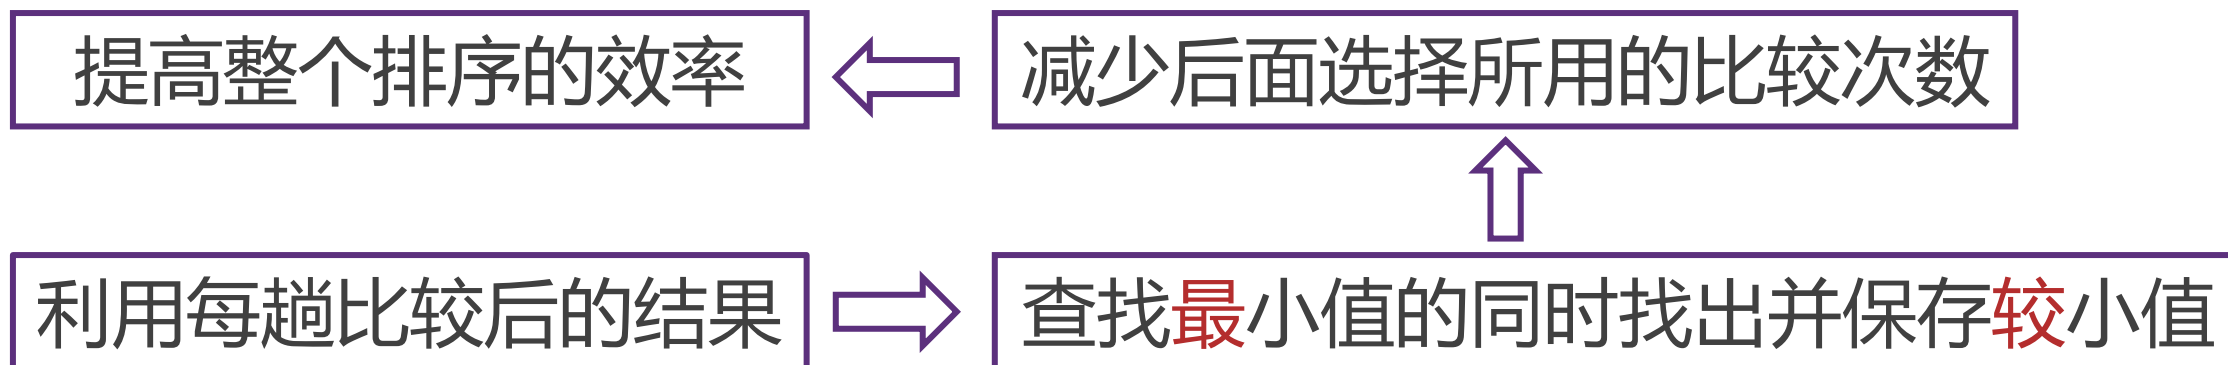 提高整个排序的效率
减少后面选择所用的比较次数
利用每趟比较后的结果
查找最小值的同时找出并保存较小值